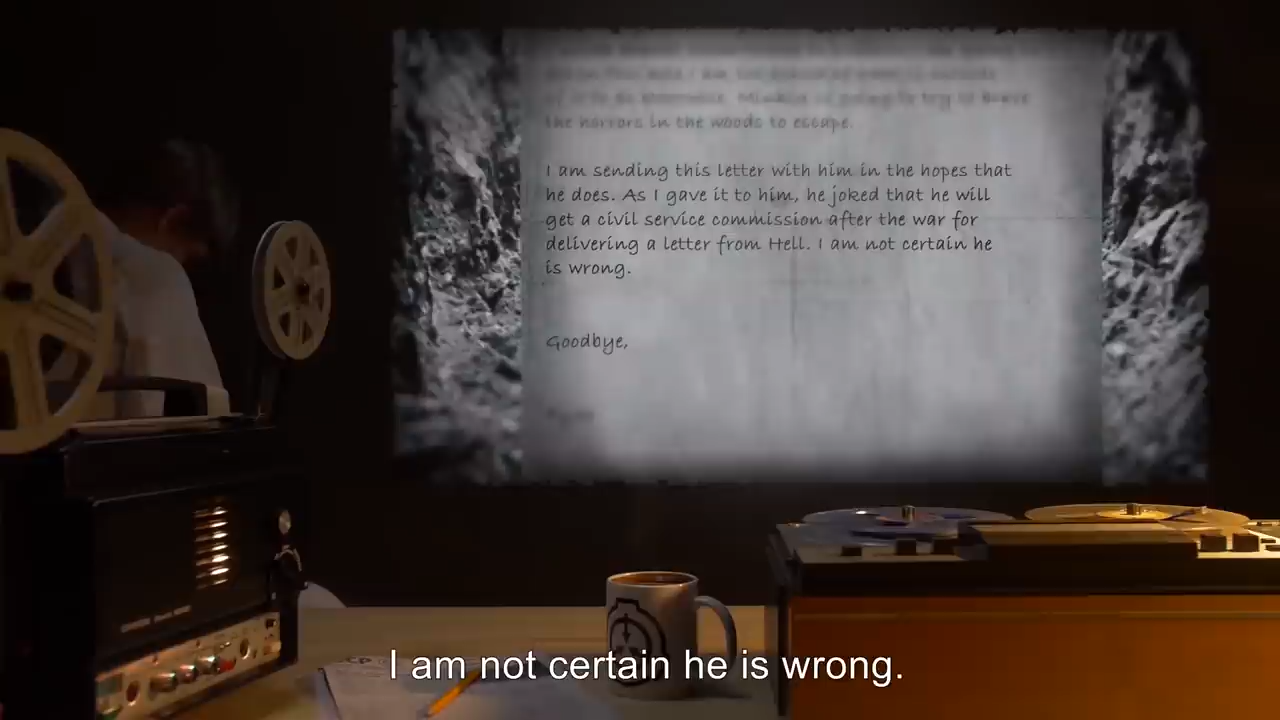 the horrors in the woods to escape.
I am sending this letter with him in the hopes that
he does. As I gave it to him, he joked that he will
get a civil service commission after the war for
delivering a letter from Hell. I am not certain he
is wrong.
Goodbye,
I am not certain he is wrong.